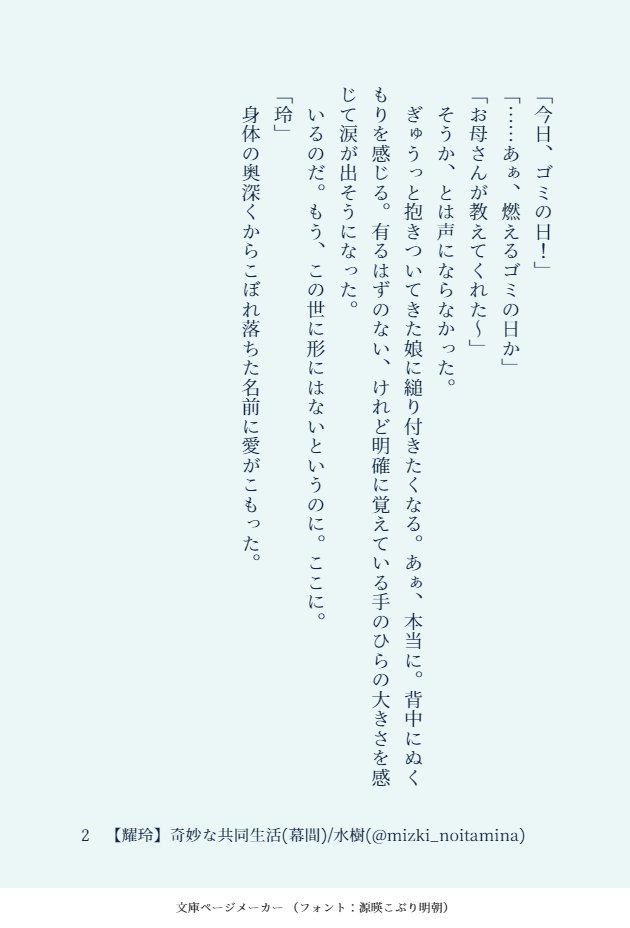 「今日、ゴミの日！」
「……あぁ、燃えるゴミの日か」
「お母さんが教えてくれた〜」
　そうか、とは声にならなかった。
　ぎゅうっと抱きついてきた娘に縋り付きたくなる。あぁ、本当に。背中にぬく
もりを感じる。有るはずのない、けれど明確に覚えている手のひらの大きさを感
じて涙が出そうになった。
　いるのだ。もう、この世に形にはないというのに。ここに。
「玲」
　身体の奥深くからこぼれ落ちた名前に愛がこもった。
2　【耀玲】奇妙な共同生活(幕間)/水樹(@mizki_noitamina)
文庫ページメーカー （フォント：源暎こぶり明朝）